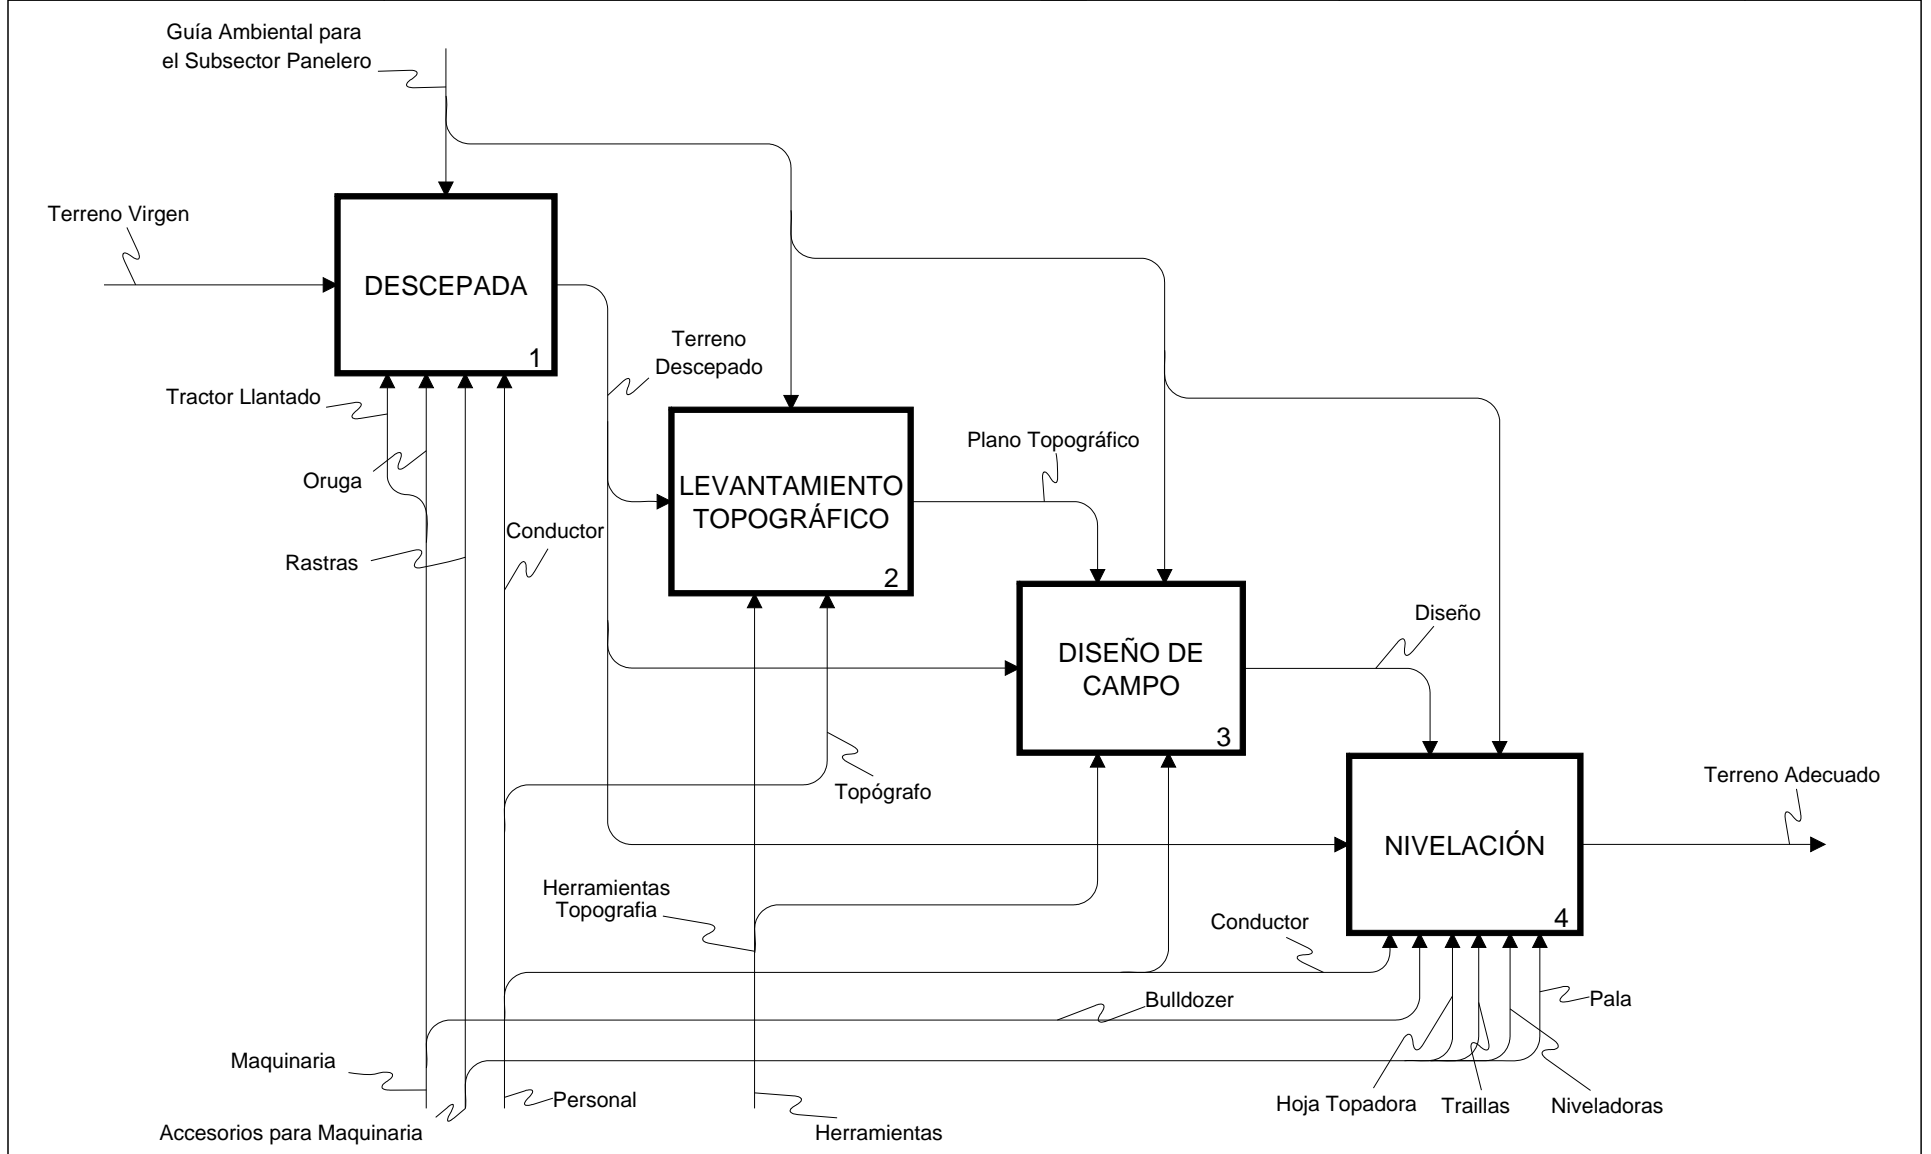 Guía Ambiental para
el Subsector Panelero
Terreno Virgen
DESCEPADA
1
Terreno
Descepado
Tractor Llantado
Oruga
Rastras
Conductor
LEVANTAMIENTO
TOPOGRÁFICO
2
Plano Topográfico
DISEÑO DE
CAMPO
3
Diseño
Topógrafo
Terreno Adecuado
NIVELACIÓN
4
Herramientas
Topografia
Conductor
Bulldozer
Pala
Maquinaria
Personal
Hoja Topadora
Traillas
Niveladoras
Accesorios para Maquinaria
Herramientas